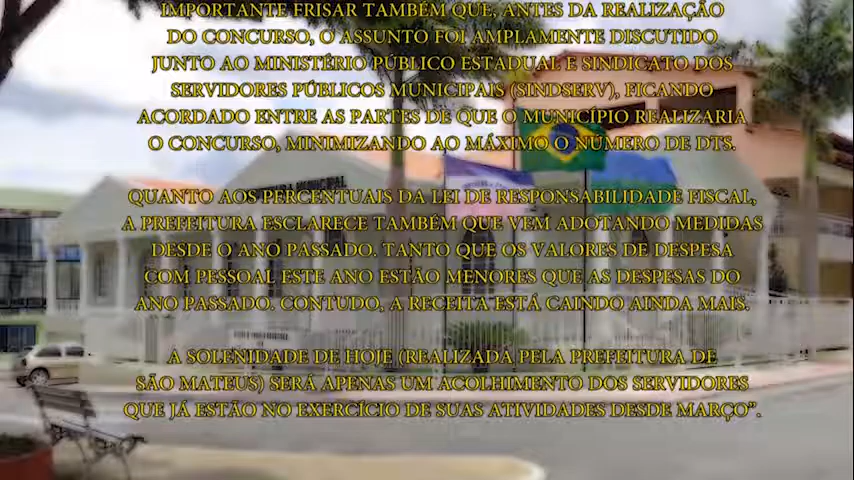 IMPORTANTE FRISAR TAMBÉM QUE, ANTES DA REALIZAÇÃO
DO CONCURSO, O ASSUNTO FOI AMPLAMENTE DISCUTIDO
JUNTO AO MINISTÉRIO PÚBLICO ESTADUAL E SINDICATO DOS
SERVIDORES PÚBLICOS MUNICIPAIS (SINDSERV), FICANDO
ACORDADO ENTRE AS PARTES DE QUE O MUNICÍPIO REALIZARIA
O CONCURSO, MINIMIZANDO AO MÁXIMO O NÚMERO DE DTS.
QUANTO AOS PERCENTUAIS DA LEI DE RESPONSABILIDADE FISCAL,
A PREFEITURA ESCLARECE TAMBÉM QUE VEM ADOTANDO MEDIDAS
DESDE O ANO PASSADO. TANTO QUE OS VALORES DE DESPESA
COM PESSOAL ESTE ANO ESTÃO MENORES QUE AS DESPESAS DO
ANO PASSADO. CONTUDO, A RECEITA ESTÁ CAINDO AINDA MAIS.
A SOLENIDADE DE HOJE (REALIZADA PELA PREFEITURA DE
SÃO MATEUS) SERÁ APENAS UM ACOLHIMENTO DOS SERVIDORES
QUE JÁ ESTÃO NO EXERCÍCIO DE SUAS ATIVIDADES DESDE MARÇO".